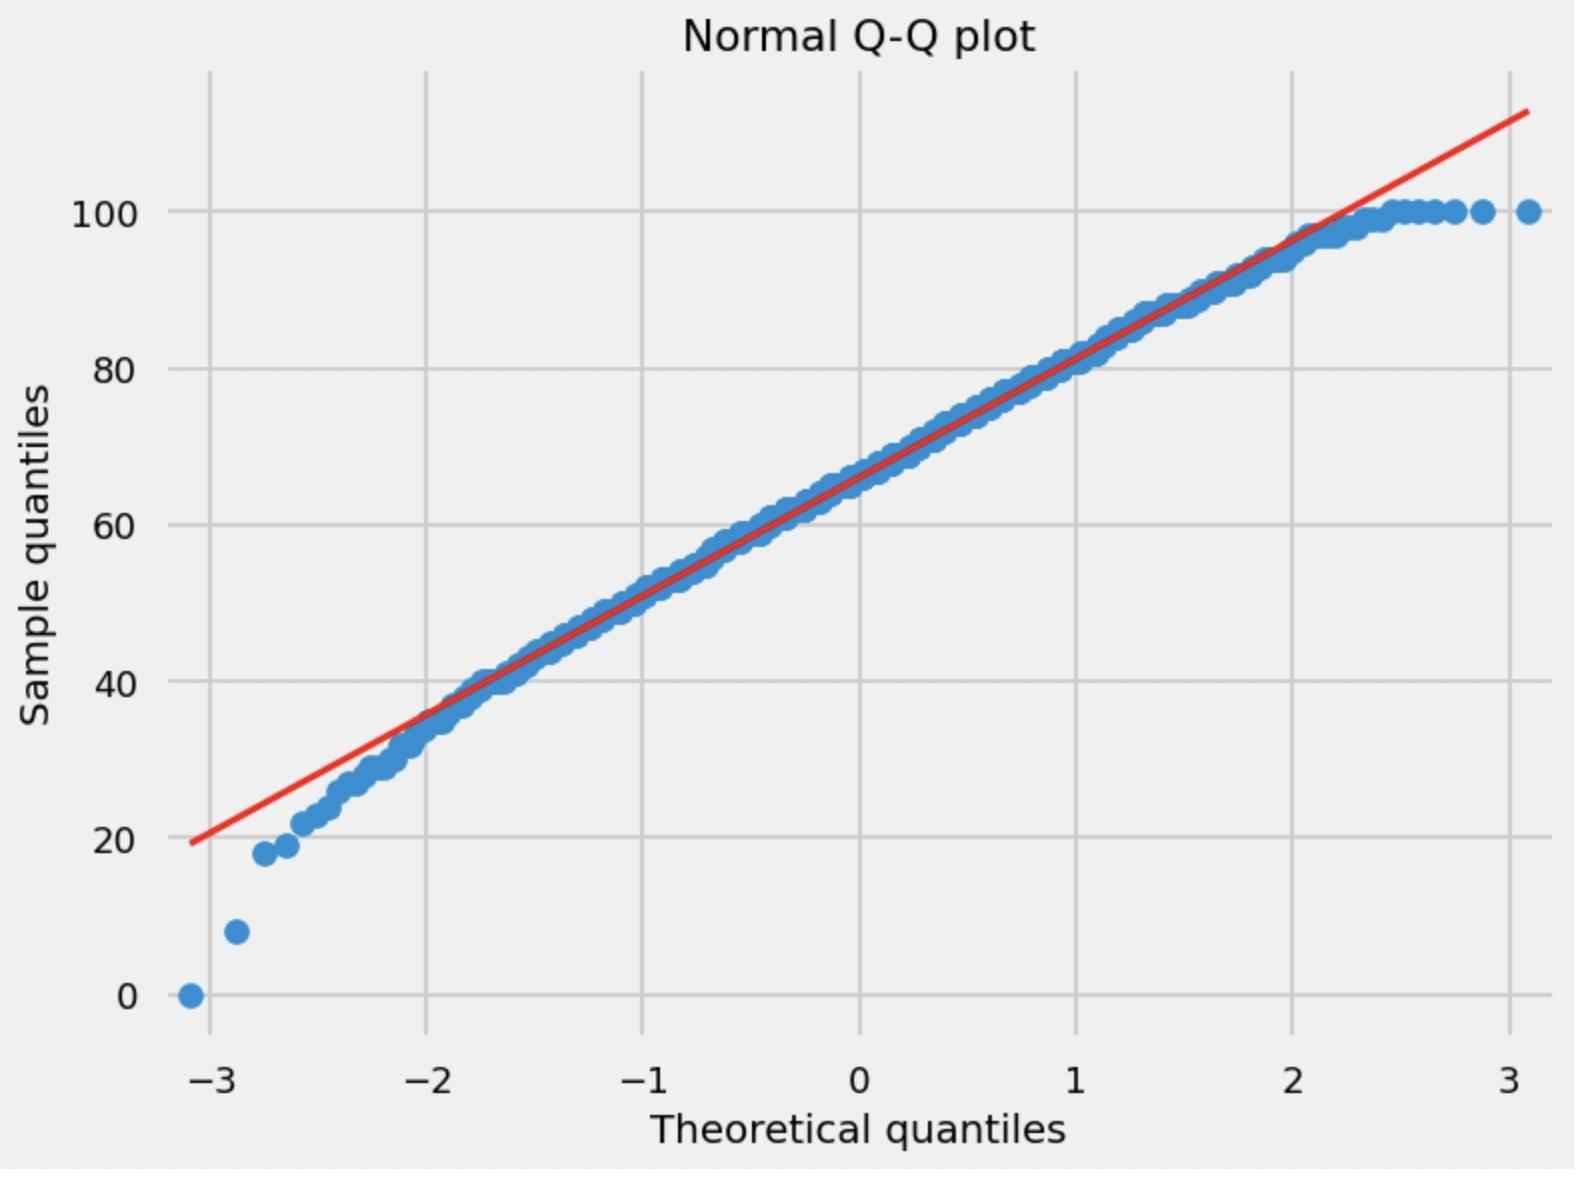 Normal Q-Q plot
100
80
60
40
20
0
Sample quantiles
−3 −2 −1 0 1 2 3
Theoretical quantiles